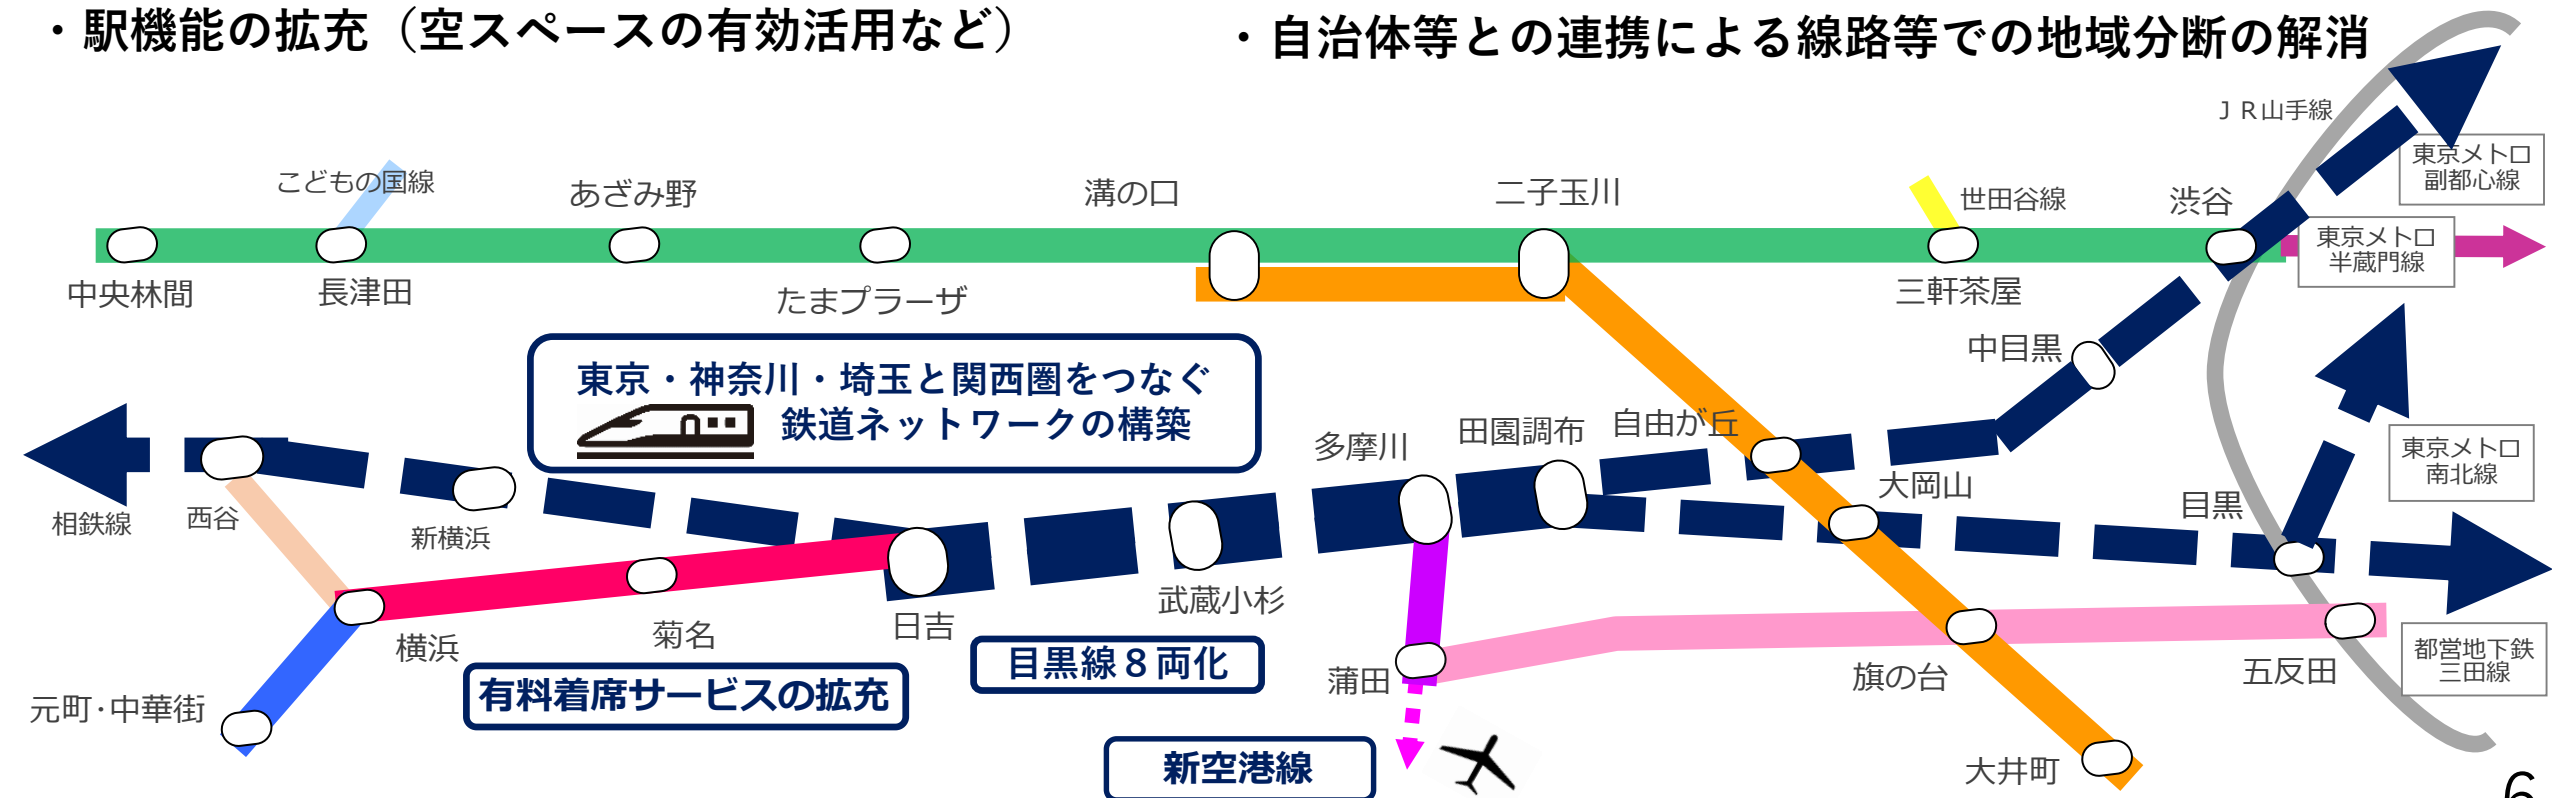 ・駅機能の拡充（空スペースの有効活用など）
・自治体等との連携による線路等での地域分断の解消
ＪＲ山手線
東京メトロ
副都心線
こどもの国線
あざみ野
溝の口
二子玉川
世田谷線
渋谷
東京メトロ
半蔵門線
中央林間
長津田
たまプラーザ
三軒茶屋
中目黒
東京・神奈川・埼玉と関西圏をつなぐ
鉄道ネットワークの構築
多摩川
田園調布
自由が丘
大岡山
目黒
東京メトロ
南北線
相鉄線
西谷
新横浜
武蔵小杉
日吉
菊名
横浜
目黒線８両化
有料着席サービスの拡充
蒲田
旗の台
五反田
都営地下鉄
三田線
元町･中華街
新空港線
大井町
6